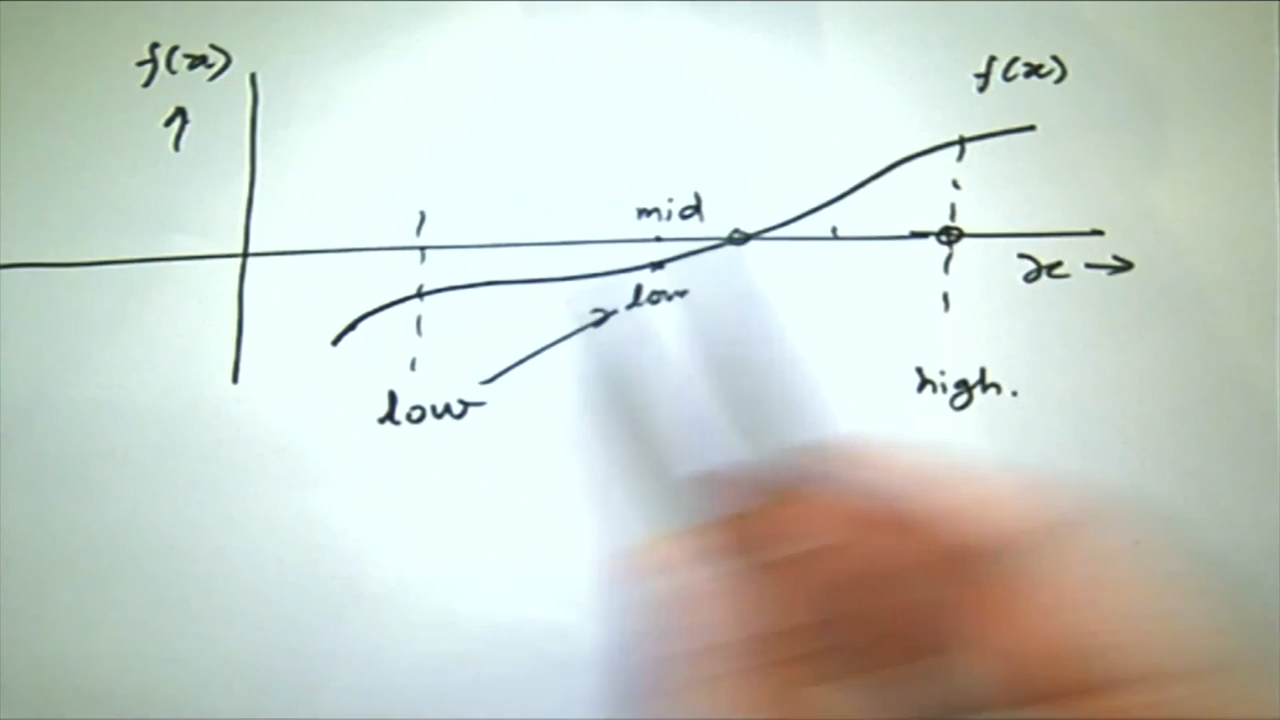 f(x)
f(x)
↑
mid
x →
low
low
high.